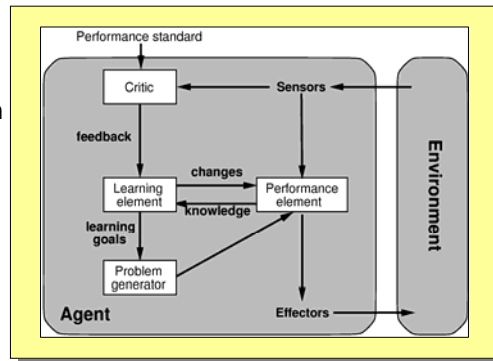 Performance standard
Critic
Sensors
feedback
changes
Learning
element
Performance
element
knowledge
learning
goals
Problem
generator
Agent
Effectors
Environment